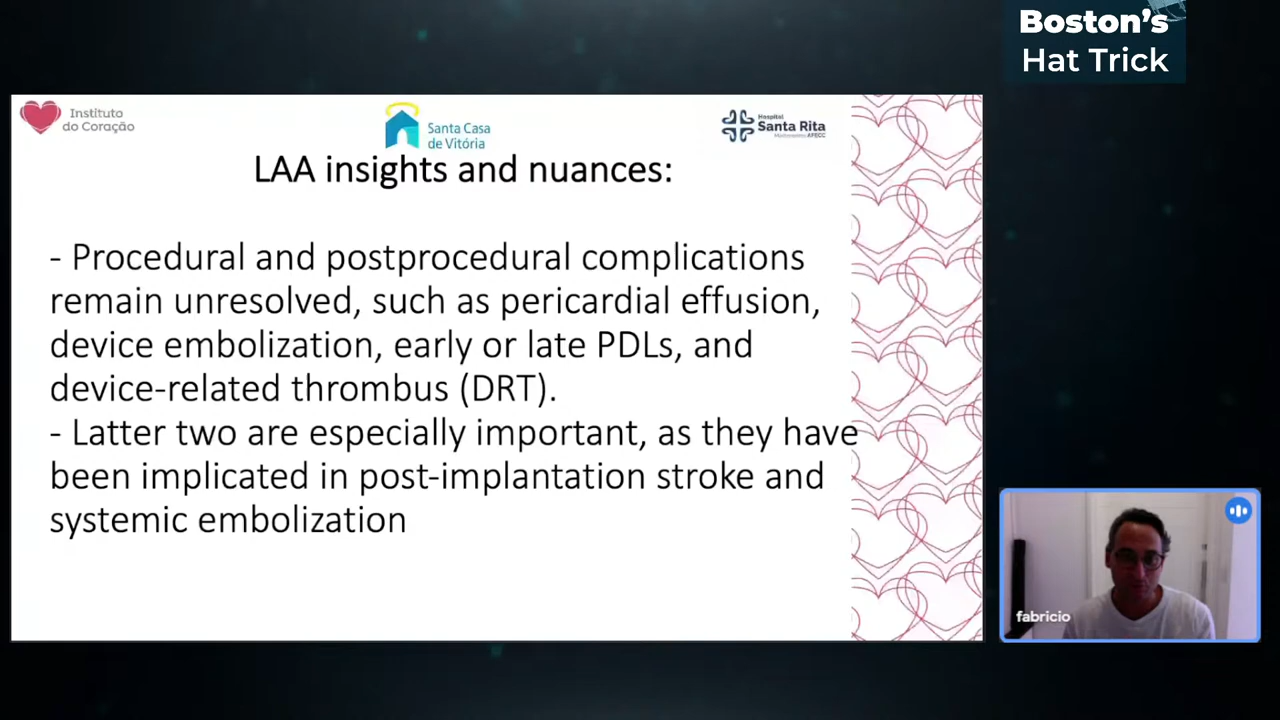 Boston's
Hat Trick
Instituto
do Coração
Santa Casa
de Vitória
Hospital
Santa Rita
LAA insights and nuances:
- Procedural and postprocedural complications
remain unresolved, such as pericardial effusion,
device embolization, early or late PDLs, and
device-related thrombus (DRT).
- Latter two are especially important, as they have
been implicated in post-implantation stroke and
systemic embolization
fabricio